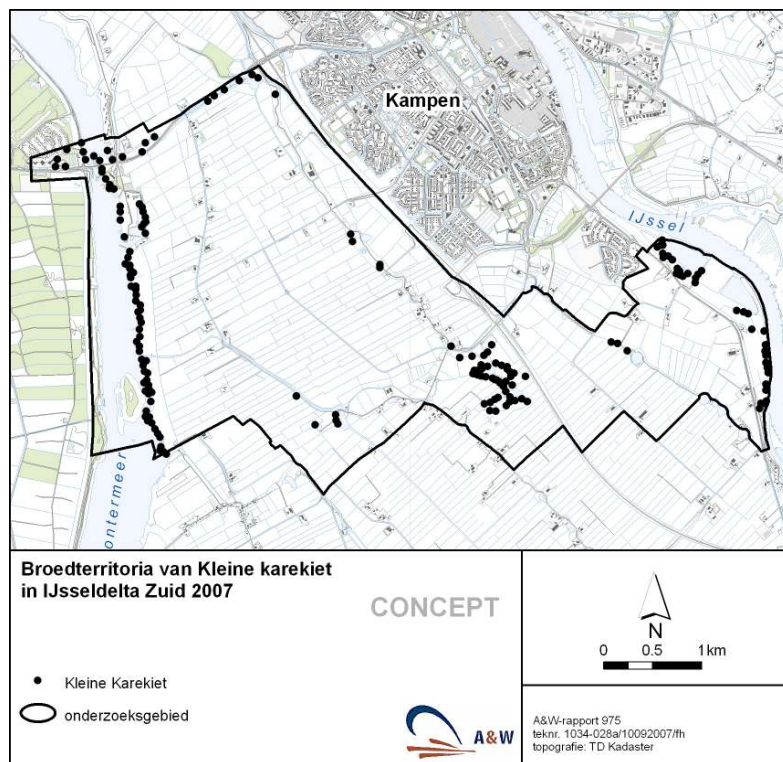 Kampen
IJssel
ontermeer
Broedterritoria van Kleine karekiet
in IJsseldelta Zuid 2007
CONCEPT
Kleine Karekiet
onderzoeksgebied
A&W
N
0 0.5 1km
A&W-rapport 975
teknr. 1034-028a/10092007/fh
topografie: TD Kadaster